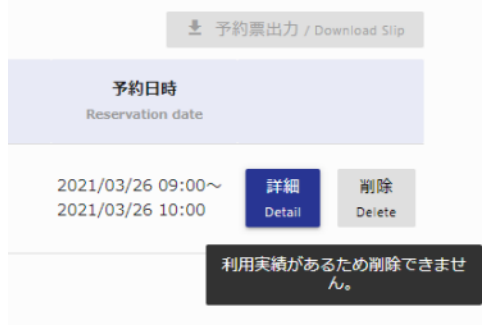 予約票出力 / Download Slip
予約日時
Reservation date
2021/03/26 09:00～
2021/03/26 10:00
詳細
Detail
削除
Delete
利用実績があるため削除できませ
ん。